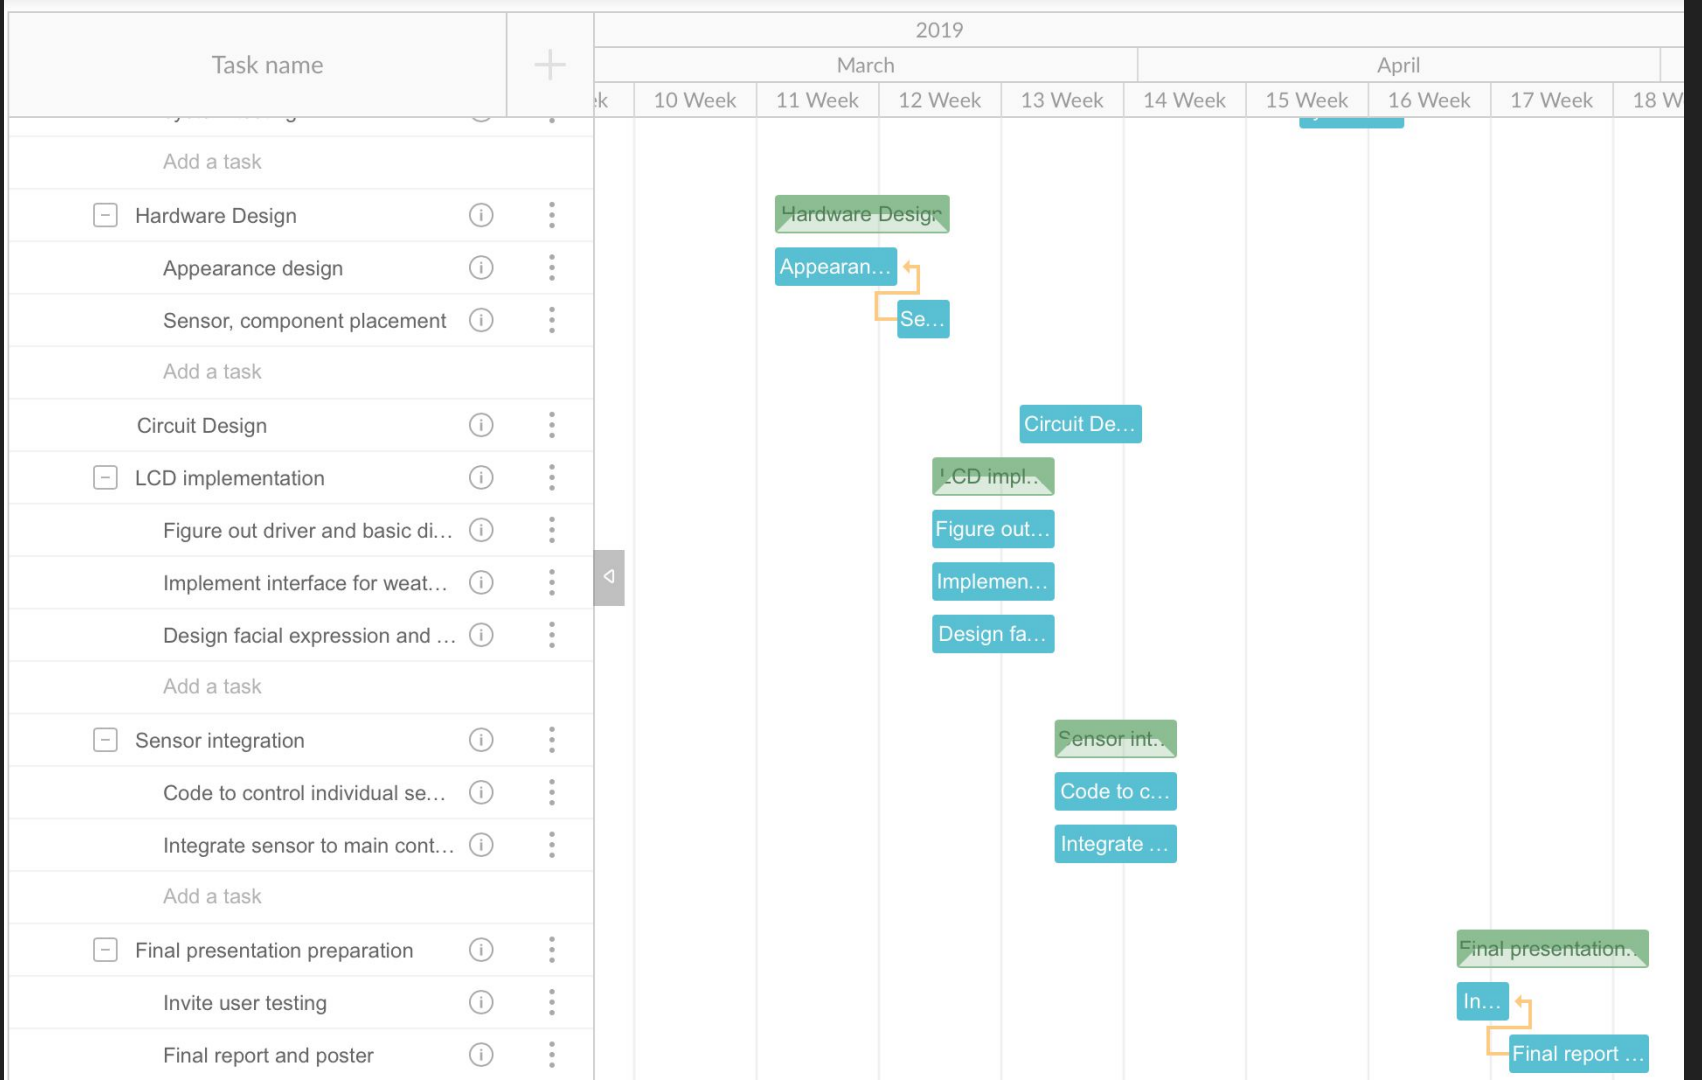 2019
Task name
March April
10 Week 11 Week 12 Week 13 Week 14 Week 15 Week 16 Week 17 Week 18 W
Add a task
Hardware Design Hardware Design
Appearance design Appearan...
Sensor, component placement Se...
Add a task
Circuit Design Circuit De...
LCD implementation LCD impl...
Figure out driver and basic di... Figure out...
Implement interface for weat... Implemen...
Design facial expression and ... Design fa...
Add a task
Sensor integration Sensor int...
Code to control individual se... Code to c...
Integrate sensor to main cont... Integrate ...
Add a task
Final presentation preparation Final presentation...
Invite user testing In...
Final report and poster Final report ...